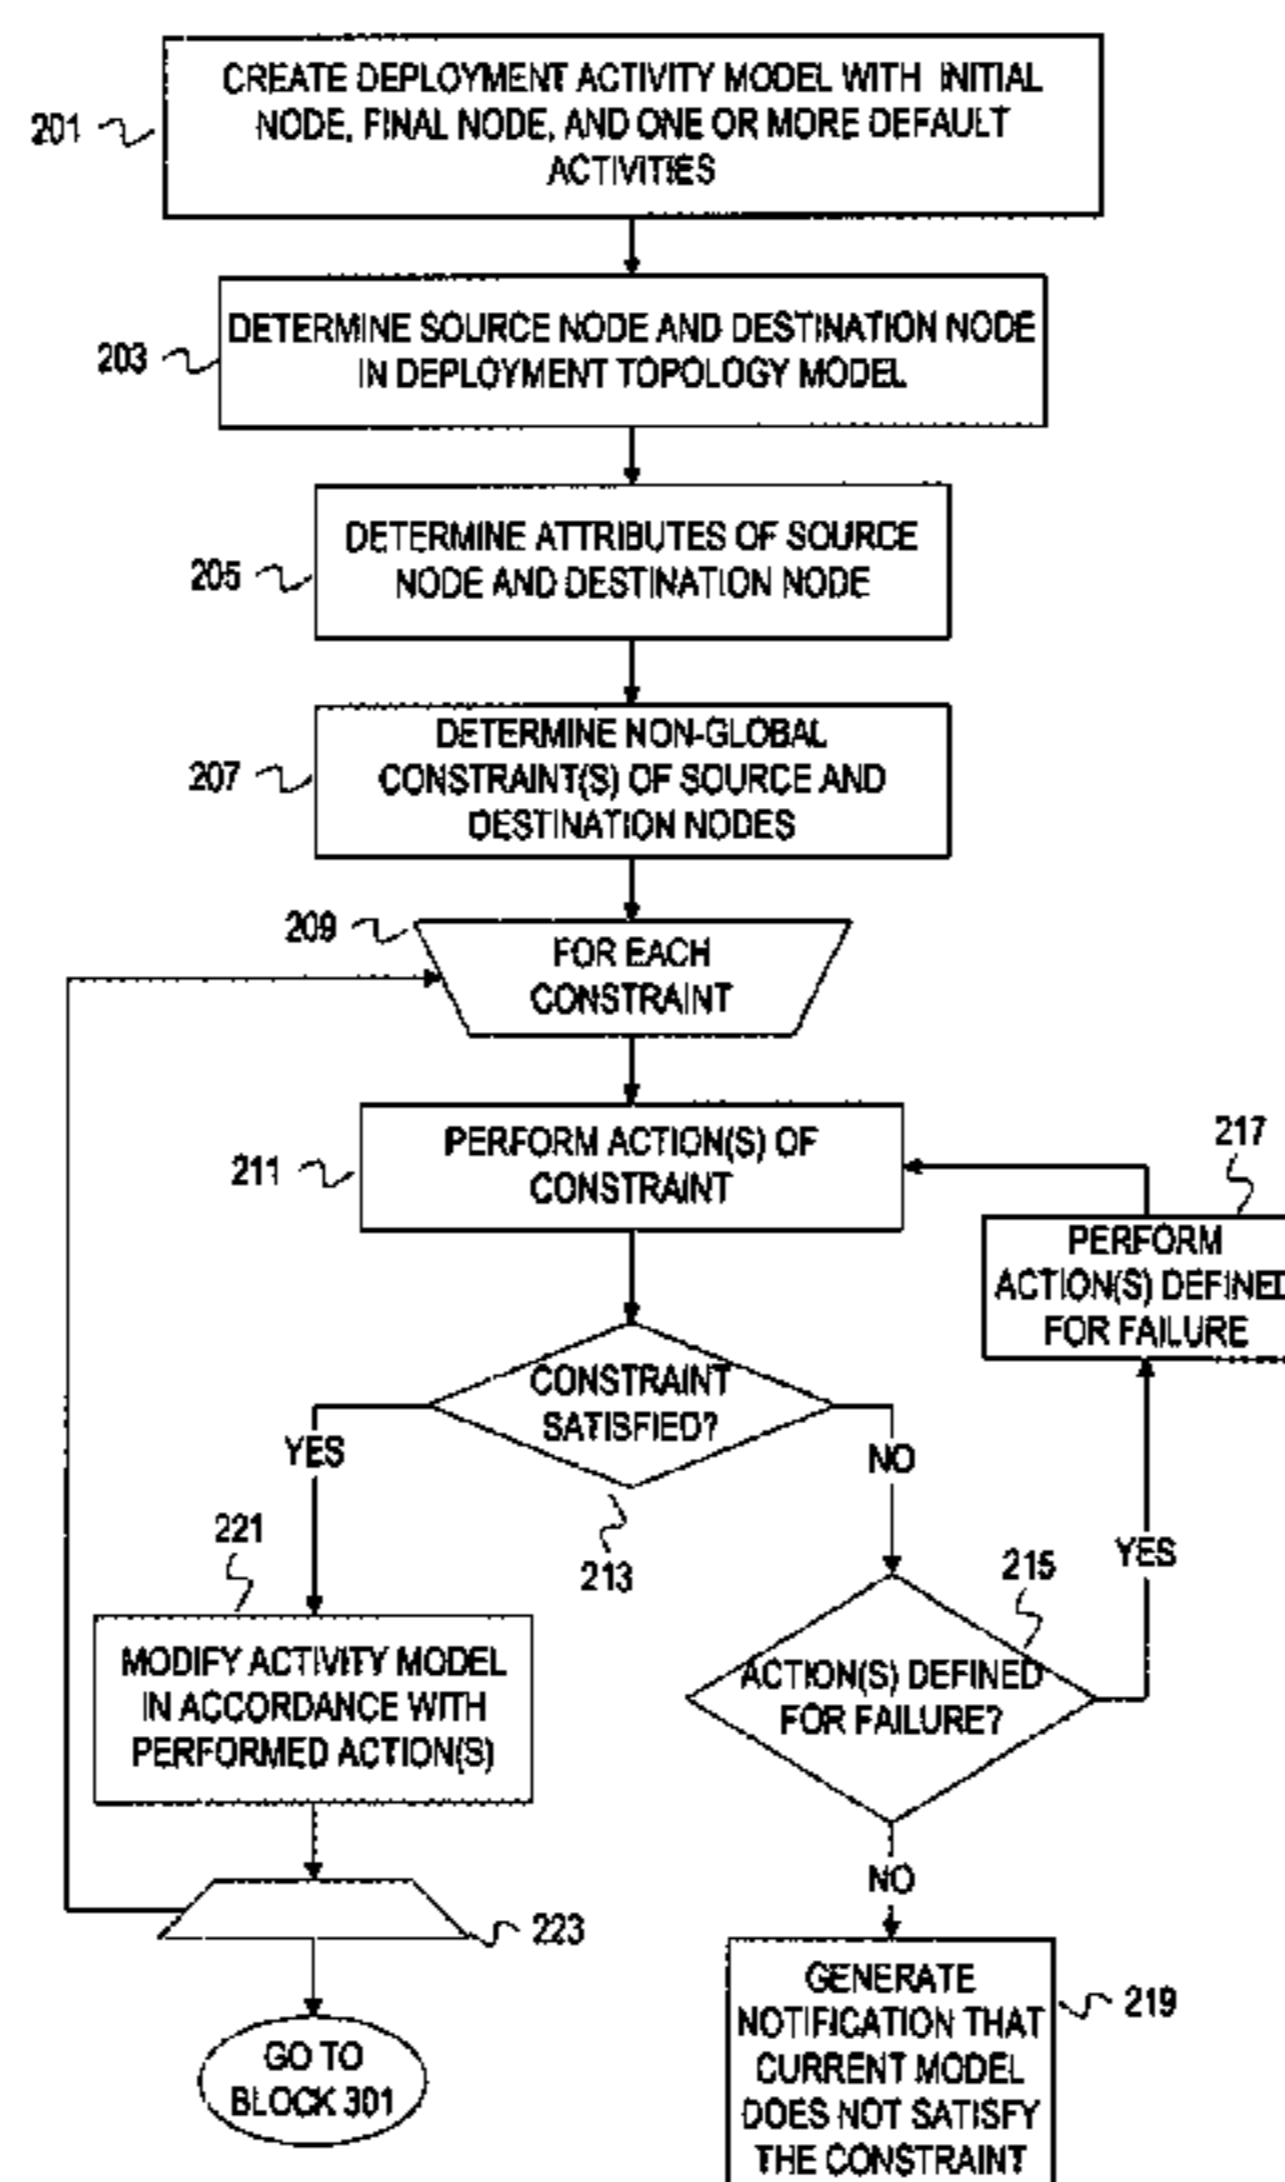 CREATE DEPLOYMENT ACTIVITY MODEL WITH INITIAL
NODE, FINAL NODE, AND ONE OR MORE DEFAULT
ACTIVITIES
201
DETERMINE SOURCE NODE AND DESTINATION NODE
IN DEPLOYMENT TOPOLOGY MODEL
203
DETERMINE ATTRIBUTES OF SOURCE
NODE AND DESTINATION NODE
205
DETERMINE NON-GLOBAL
CONSTRAINT(S) OF SOURCE AND
DESTINATION NODES
207
209
FOR EACH
CONSTRAINT
PERFORM ACTION(S) OF
CONSTRAINT
211
217
PERFORM
ACTION(S) DEFINED
FOR FAILURE
CONSTRAINT
SATISFIED?
YES
NO
213
221
215
YES
MODIFY ACTIVITY MODEL
IN ACCORDANCE WITH
PERFORMED ACTION(S)
ACTION(S) DEFINED
FOR FAILURE?
NO
223
GO TO
BLOCK 301
GENERATE
NOTIFICATION THAT
CURRENT MODEL
DOES NOT SATISFY
THE CONSTRAINT
219